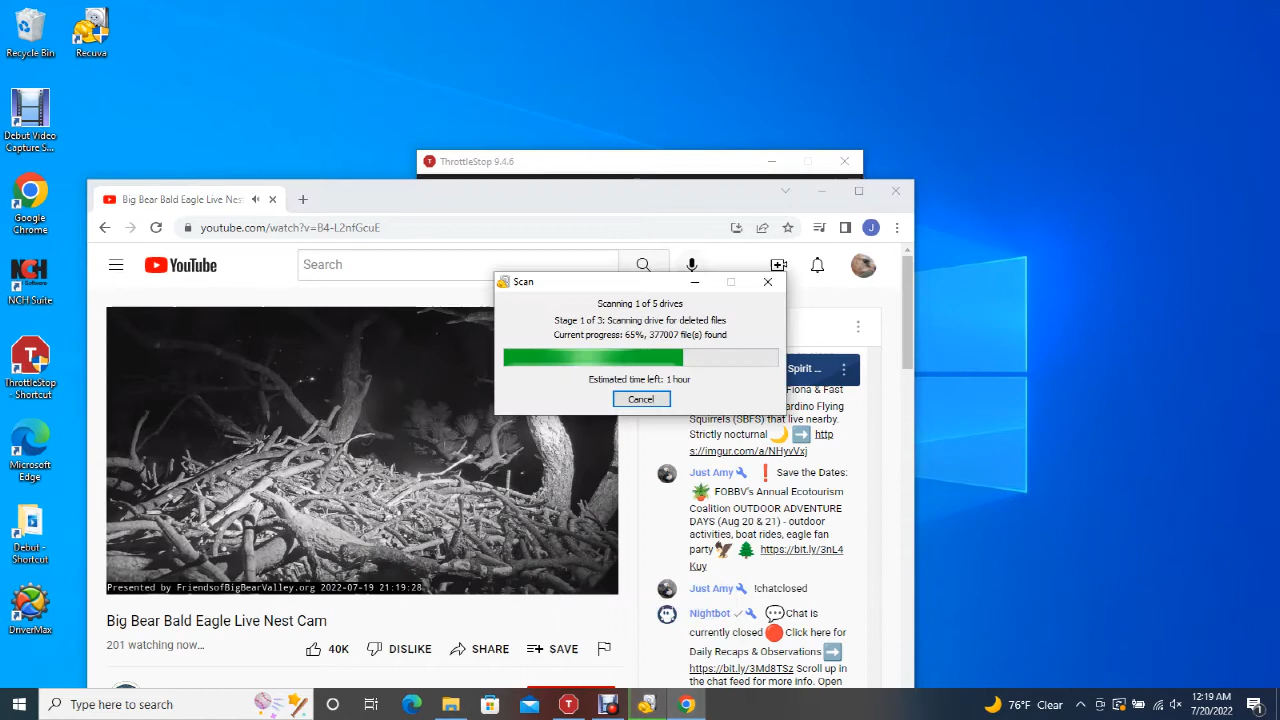 Recycle Bin
Recuva
Debut Video
Capture S...
Google
Chrome
NCH
Software
NCH Suite
ThrottleStop
- Shortcut
Microsoft
Edge
Debut -
Shortcut
DriverMax
T ThrottleStop 9.4.6
Big Bear Bald Eagle Live Nes
youtube.com/watch?v=B4-L2nfGcuE
J
YouTube
Search
Scan
Scanning 1 of 5 drives
Stage 1 of 3: Scanning drive for deleted files
Current progress: 65%, 377007 file(s) found
Estimated time left: 1 hour
Cancel
Spirit ...
Fiona & Fast
ardino Flying
Squirrels (SBFS) that live nearby.
Strictly nocturnal 🌙 ➡️ http
s://imgur.com/a/NHyvVxj
Just Amy ❗ Save the Dates:
🪴 FOBBV's Annual Ecotourism
Coalition OUTDOOR ADVENTURE
DAYS (Aug 20 & 21) - outdoor
activities, boat rides, eagle fan
party 🦅 🌲 https://bit.ly/3nL4
Kuy
Just Amy !chatclosed
Nightbot 💬Chat is
currently closed 🔴 Click here for
Daily Recaps & Observations ➡️
https://bit.ly/3Md8TSz Scroll up in
the chat feed for more info. Open
Presented by FriendsofBigBearValley.org 2022-07-19 21:19:28
Big Bear Bald Eagle Live Nest Cam
201 watching now...
40K DISLIKE SHARE SAVE
Type here to search
76°F Clear
12:19 AM
7/20/2022
1